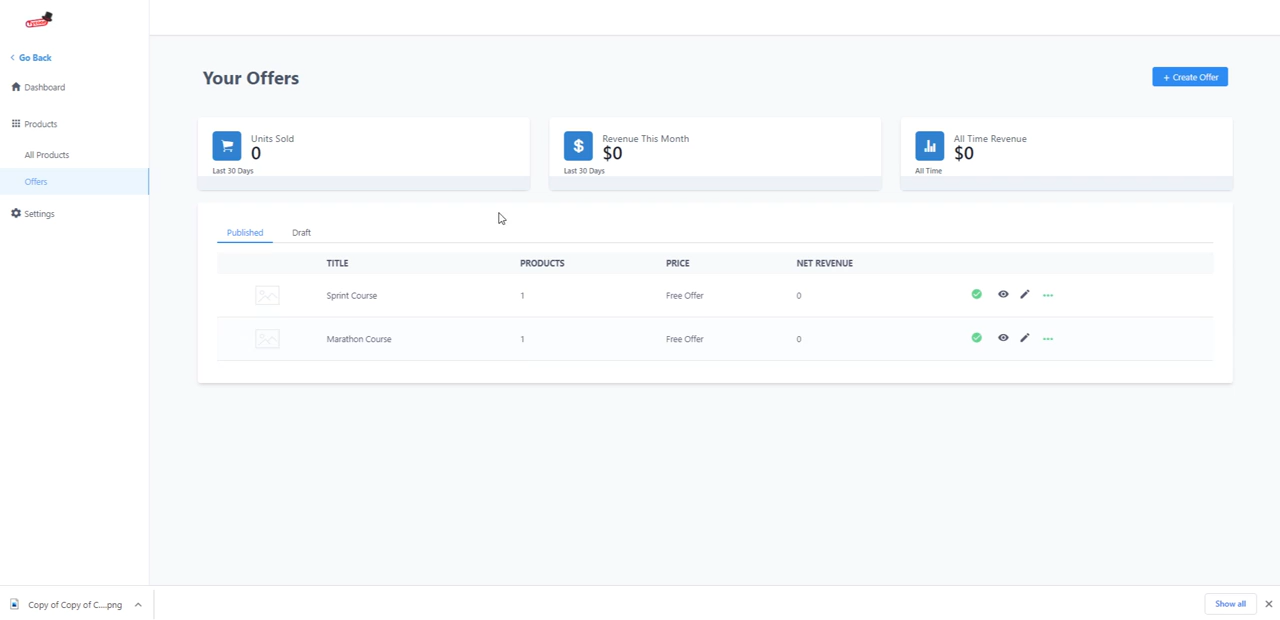 Go Back
Dashboard
Products
All Products
Offers
Settings
Your Offers
+ Create Offer
Units Sold
0
Last 30 Days
Revenue This Month
$0
Last 30 Days
All Time Revenue
$0
All Time
Published Draft
TITLE PRODUCTS PRICE NET REVENUE
Sprint Course 1 Free Offer 0
Marathon Course 1 Free Offer 0
Copy of Copy of C....png
Show all